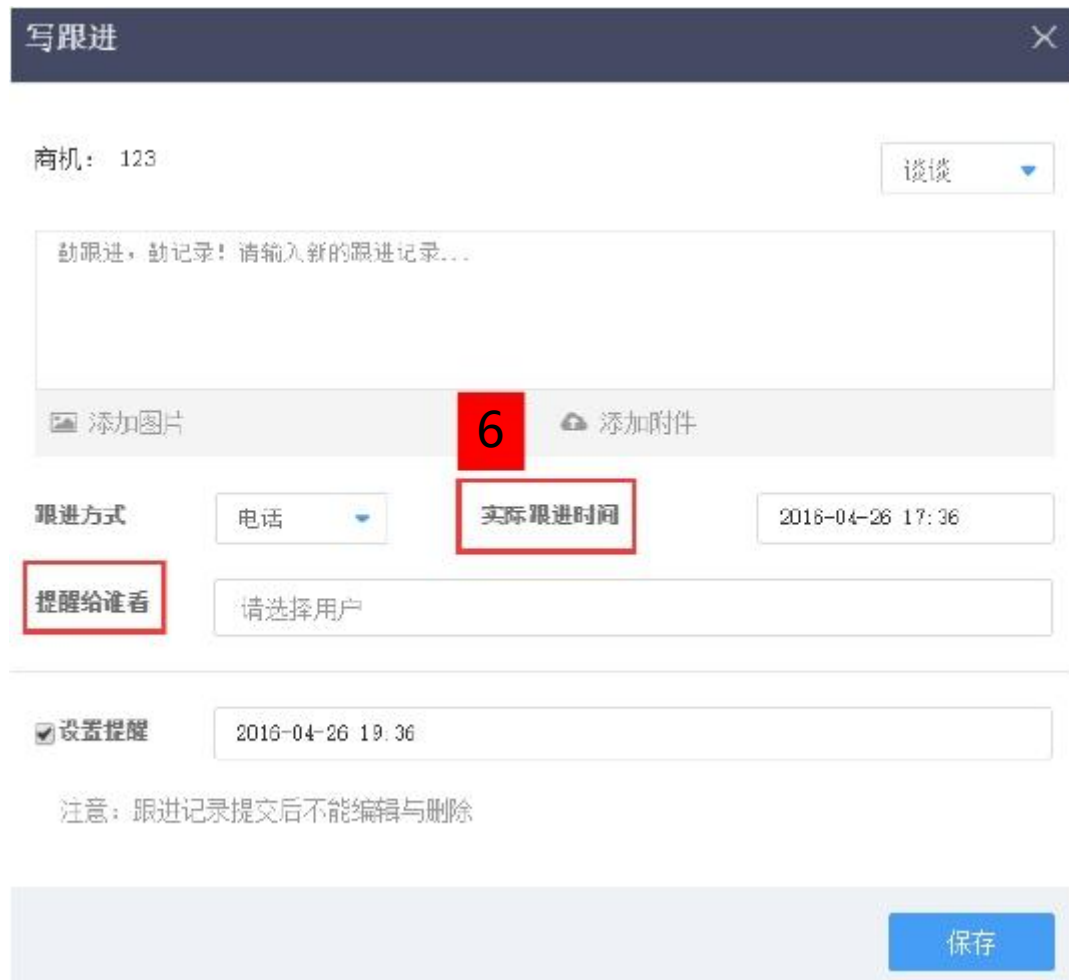 写跟进
商机： 123
谈谈
勤跟进，勤记录！请输入新的跟进记录...
添加图片
6
添加附件
跟进方式 电话 实际跟进时间 2016-04-26 17:36
提醒给谁看 请选择用户
设置提醒 2016-04-26 19:36
注意：跟进记录提交后不能编辑与删除
保存